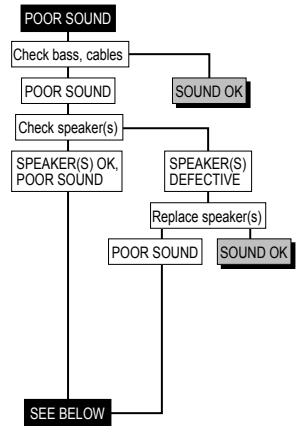 POOR SOUND
Check bass, cables
POOR SOUND
SOUND OK
Check speaker(s)
SPEAKER(S) OK,
POOR SOUND
SPEAKER(S)
DEFECTIVE
Replace speaker(s)
POOR SOUND
SOUND OK
SEE BELOW